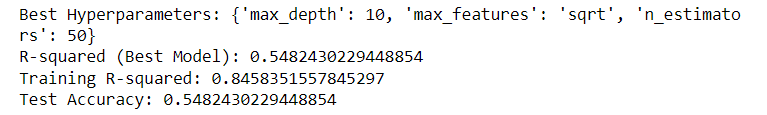 Best Hyperparameters: {'max_depth': 10, 'max_features': 'sqrt', 'n_estimato
rs': 50}
R-squared (Best Model): 0.5482430229448854
Training R-squared: 0.8458351557845297
Test Accuracy: 0.5482430229448854